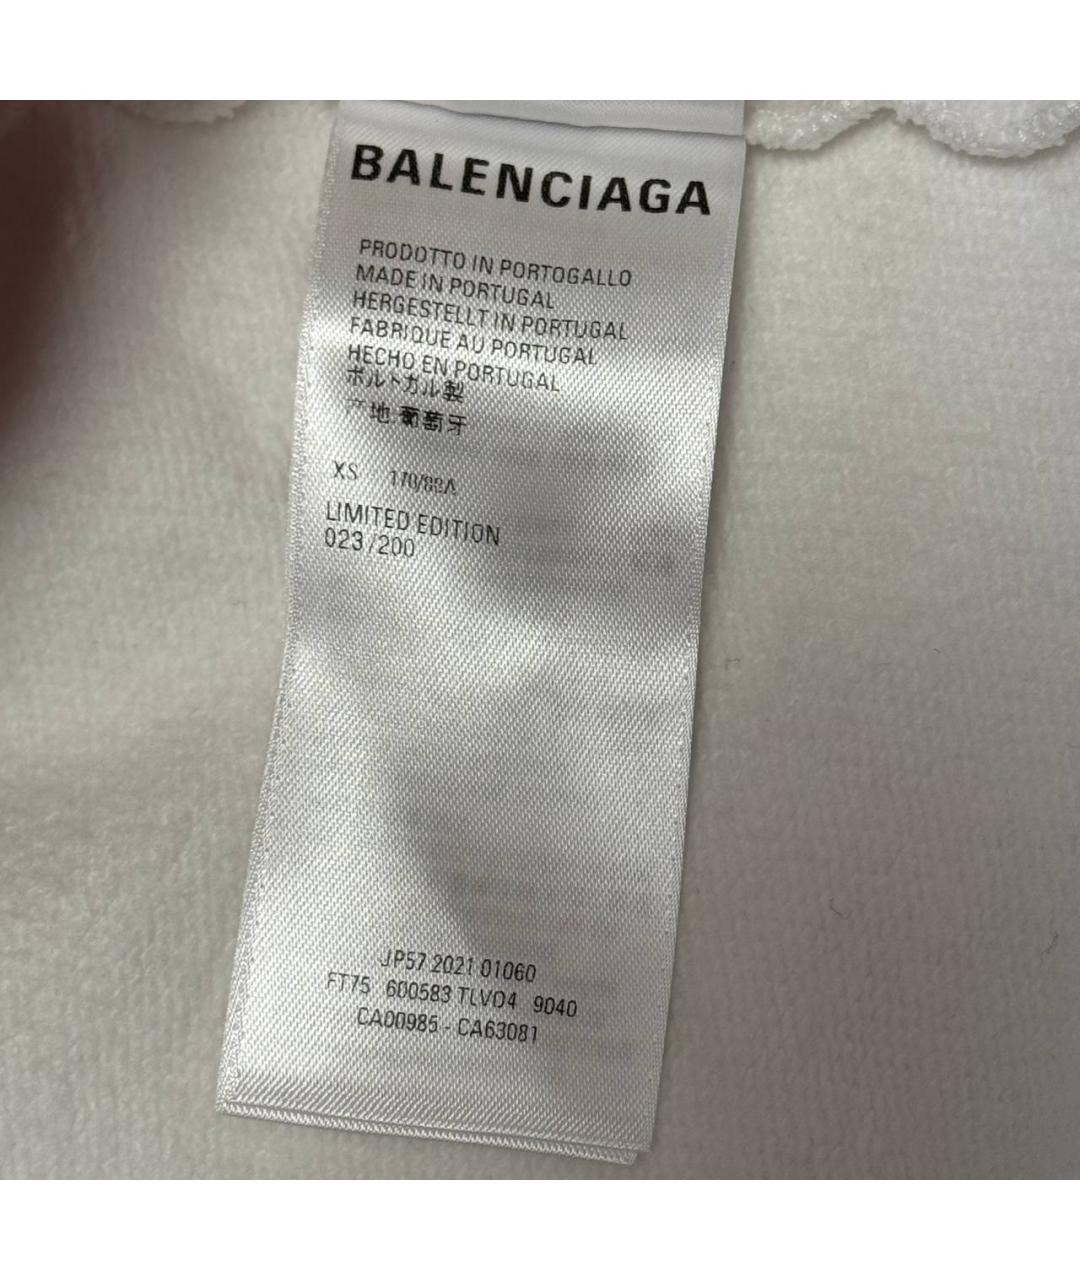 BALENCIAGA
PRODOTTO IN PORTOGALLO
MADE IN PORTUGAL
HERGESTELLT IN PORTUGAL
FABRIQUE AU PORTUGAL
HECHO EN PORTUGAL
ポルトガル製
产地:葡萄牙
XS 170/88A
LIMITED EDITION
023/200
JP57 2021 01060
FT75 600583 TLVO4 9040
CA00985 - CA63081